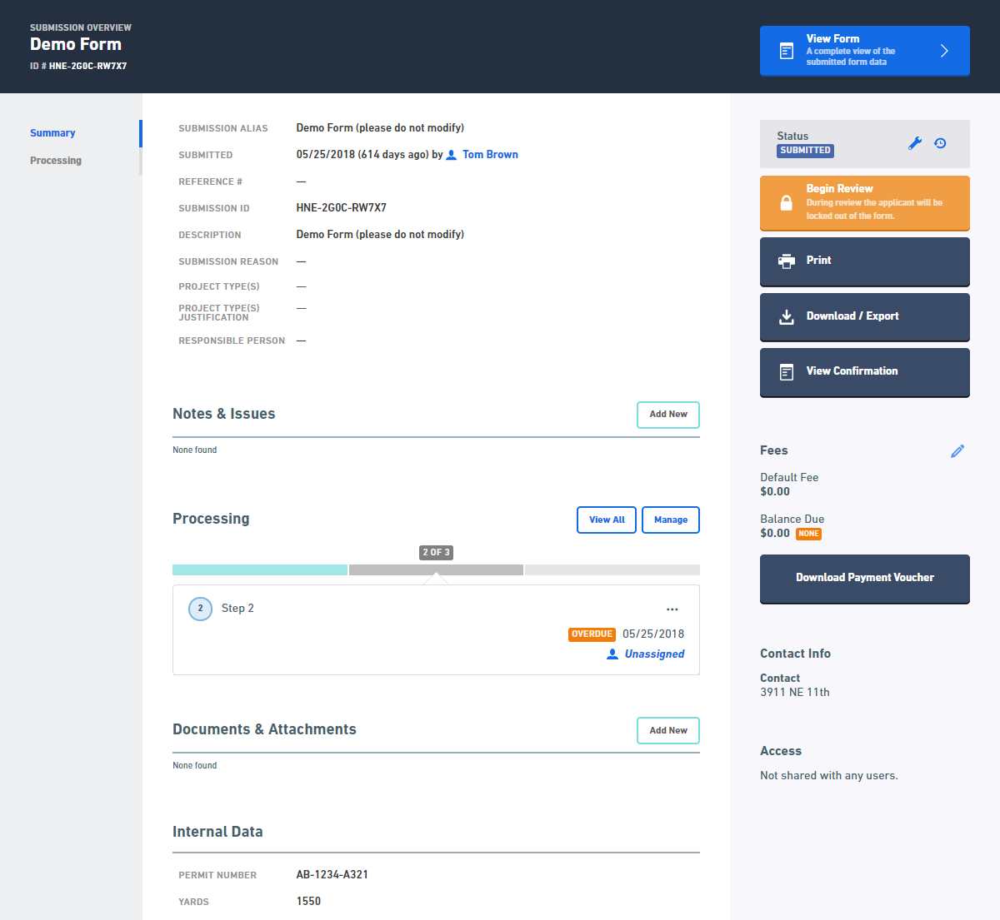 SUBMISSION OVERVIEW
Demo Form
ID # HNE-2G0C-RW7X7
View Form
A complete view of the
submitted form data
Summary
Processing
SUBMISSION ALIAS Demo Form (please do not modify)
SUBMITTED 05/25/2018 (614 days ago) by Tom Brown
REFERENCE # —
SUBMISSION ID HNE-2G0C-RW7X7
DESCRIPTION Demo Form (please do not modify)
SUBMISSION REASON —
PROJECT TYPE(S) —
PROJECT TYPE(S) —
JUSTIFICATION
RESPONSIBLE PERSON —
Notes & Issues Add New
None found
Processing View All Manage
2 OF 3
2 Step 2 ...
OVERDUE 05/25/2018
Unassigned
Documents & Attachments Add New
None found
Internal Data
PERMIT NUMBER AB-1234-A321
YARDS 1550
Status
SUBMITTED
Begin Review
During review the applicant will be
locked out of the form.
Print
Download / Export
View Confirmation
Fees
Default Fee
$0.00
Balance Due
$0.00 NONE
Download Payment Voucher
Contact Info
Contact
3911 NE 11th
Access
Not shared with any users.